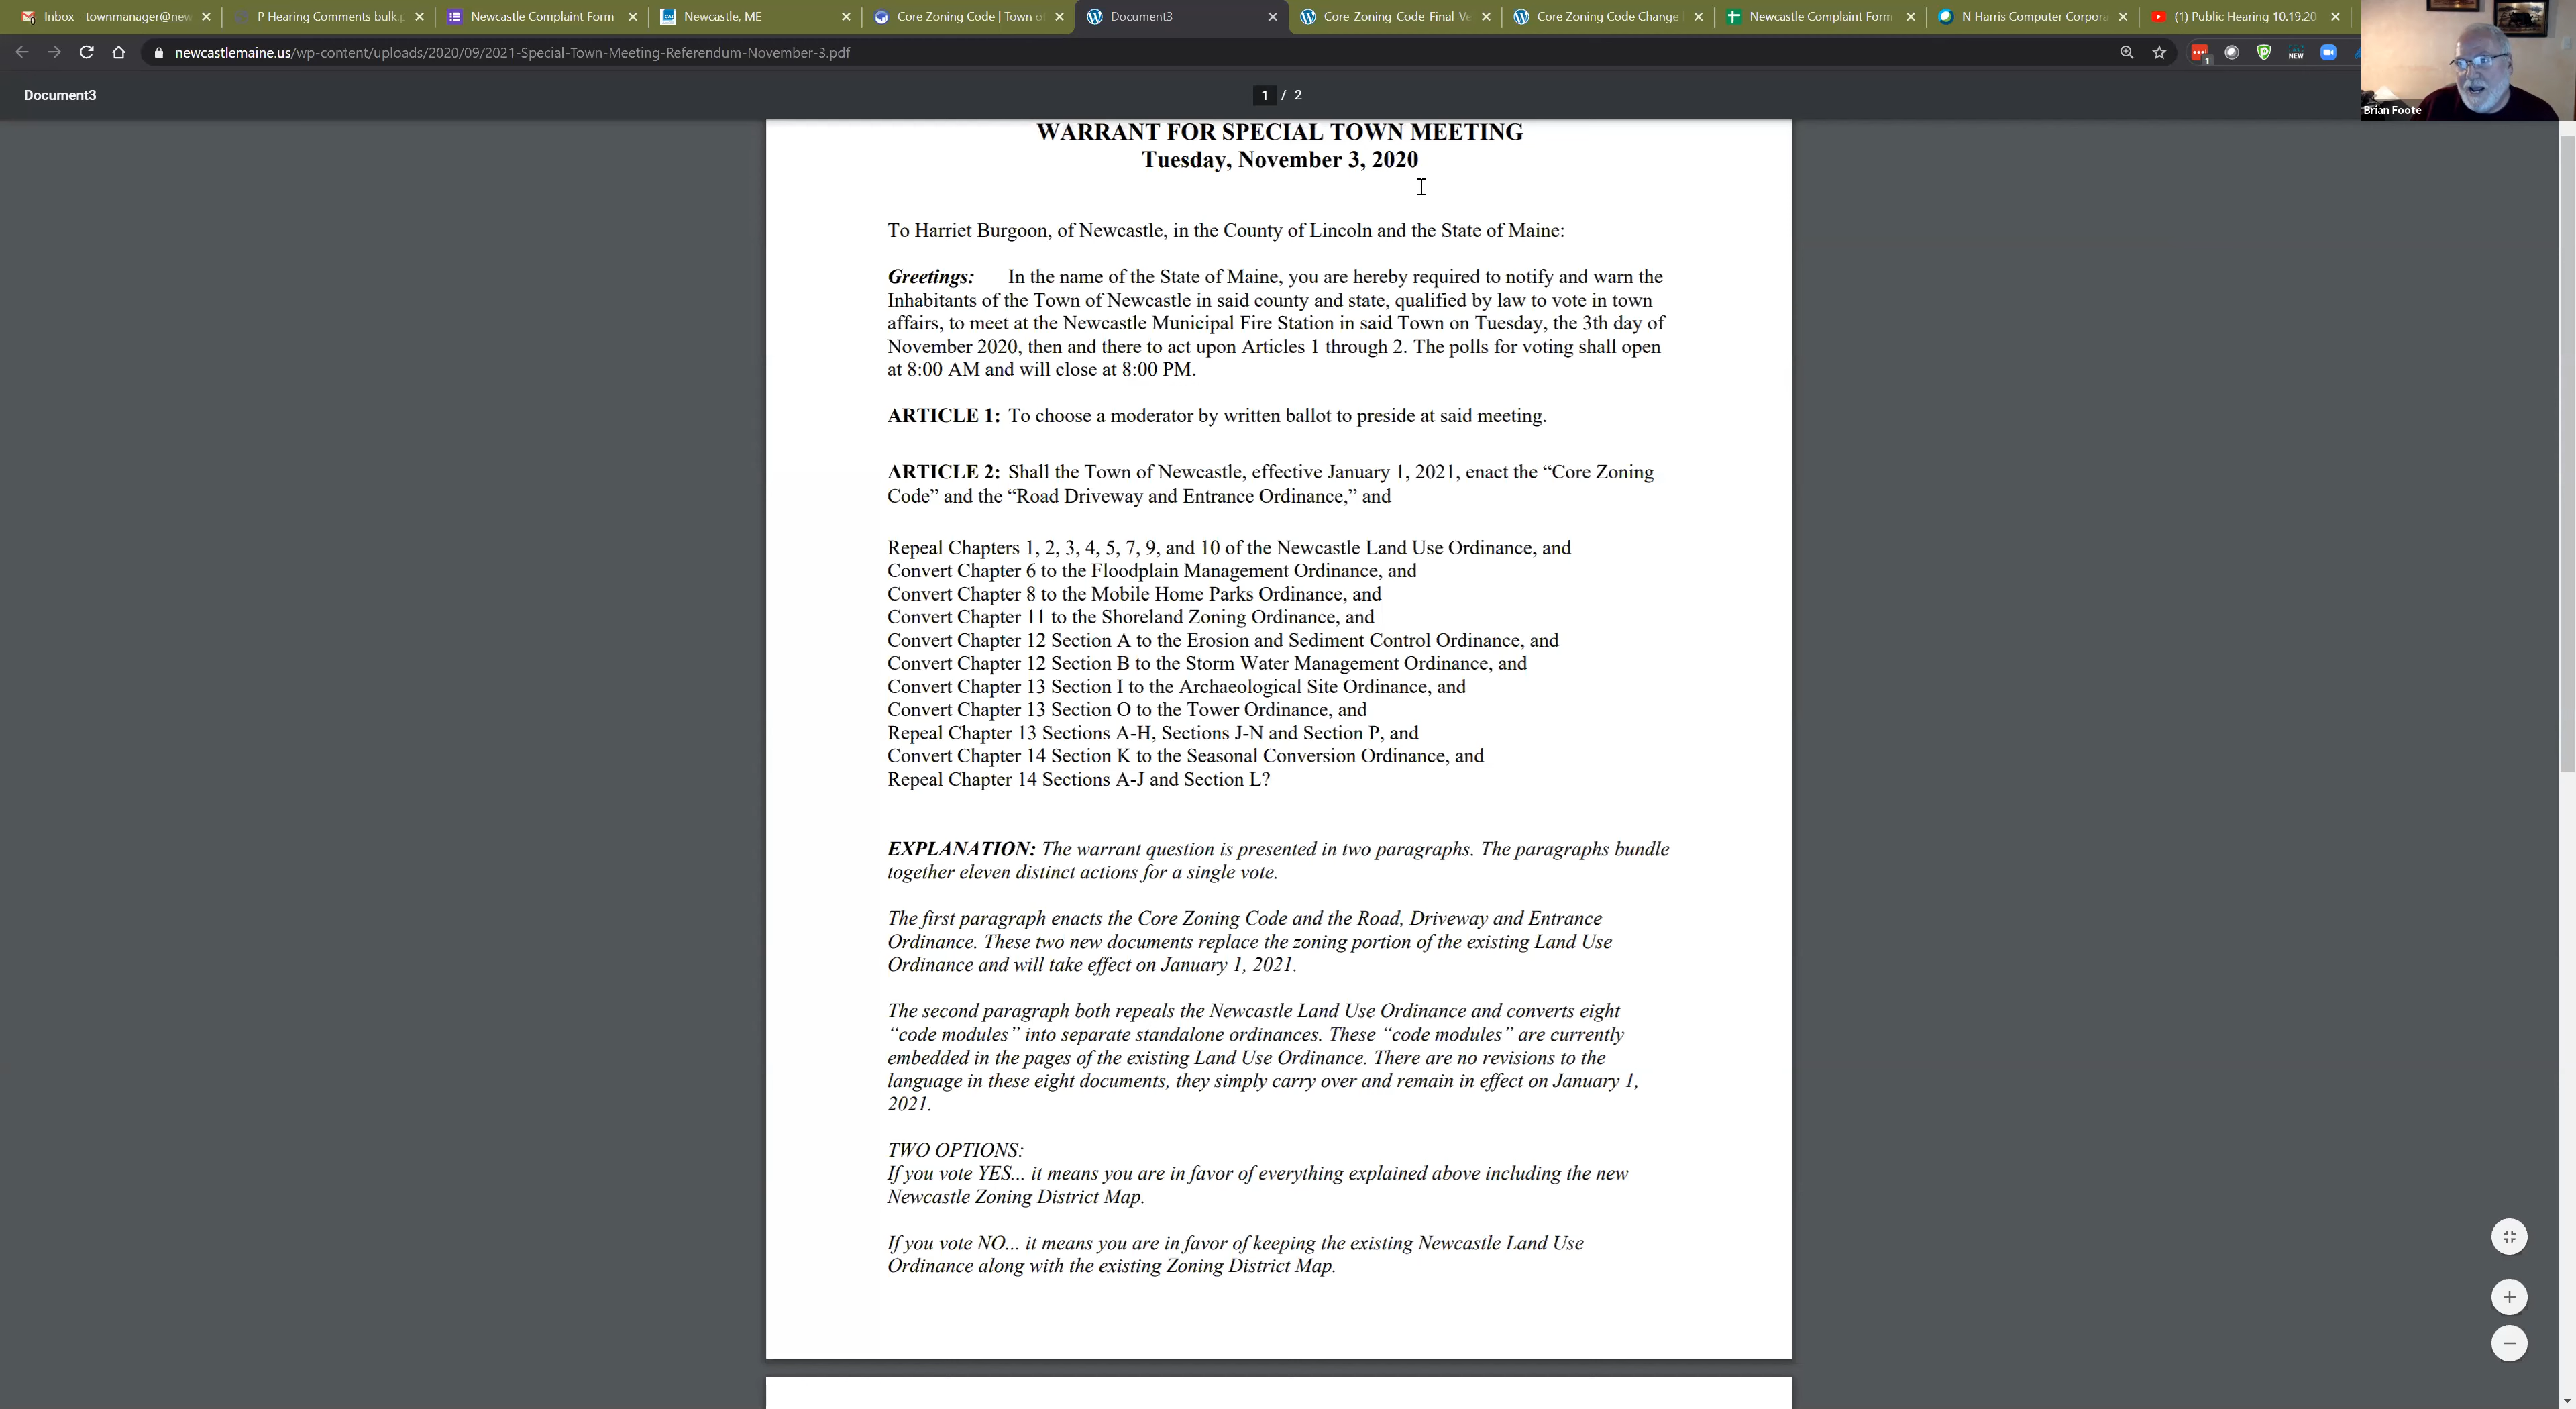 Inbox - townmanager@new
P Hearing Comments bulk.p
Newcastle Complaint Form
Newcastle, ME
Core Zoning Code | Town o
Document3
Core-Zoning-Code-Final-Ve
Core Zoning Code Change
Newcastle Complaint Form
N Harris Computer Corpora
(1) Public Hearing 10.19.20
newcastlemaine.us/wp-content/uploads/2020/09/2021-Special-Town-Meeting-Referendum-November-3.pdf
1
NEW
Document3
1 / 2
Brian Foote
WARRANT FOR SPECIAL TOWN MEETING
Tuesday, November 3, 2020
To Harriet Burgoon, of Newcastle, in the County of Lincoln and the State of Maine:
Greetings: In the name of the State of Maine, you are hereby required to notify and warn the
Inhabitants of the Town of Newcastle in said county and state, qualified by law to vote in town
affairs, to meet at the Newcastle Municipal Fire Station in said Town on Tuesday, the 3th day of
November 2020, then and there to act upon Articles 1 through 2. The polls for voting shall open
at 8:00 AM and will close at 8:00 PM.
ARTICLE 1: To choose a moderator by written ballot to preside at said meeting.
ARTICLE 2: Shall the Town of Newcastle, effective January 1, 2021, enact the “Core Zoning
Code” and the “Road Driveway and Entrance Ordinance,” and
Repeal Chapters 1, 2, 3, 4, 5, 7, 9, and 10 of the Newcastle Land Use Ordinance, and
Convert Chapter 6 to the Floodplain Management Ordinance, and
Convert Chapter 8 to the Mobile Home Parks Ordinance, and
Convert Chapter 11 to the Shoreland Zoning Ordinance, and
Convert Chapter 12 Section A to the Erosion and Sediment Control Ordinance, and
Convert Chapter 12 Section B to the Storm Water Management Ordinance, and
Convert Chapter 13 Section I to the Archaeological Site Ordinance, and
Convert Chapter 13 Section O to the Tower Ordinance, and
Repeal Chapter 13 Sections A-H, Sections J-N and Section P, and
Convert Chapter 14 Section K to the Seasonal Conversion Ordinance, and
Repeal Chapter 14 Sections A-J and Section L?
EXPLANATION: The warrant question is presented in two paragraphs. The paragraphs bundle
together eleven distinct actions for a single vote.
The first paragraph enacts the Core Zoning Code and the Road, Driveway and Entrance
Ordinance. These two new documents replace the zoning portion of the existing Land Use
Ordinance and will take effect on January 1, 2021.
The second paragraph both repeals the Newcastle Land Use Ordinance and converts eight
“code modules” into separate standalone ordinances. These “code modules” are currently
embedded in the pages of the existing Land Use Ordinance. There are no revisions to the
language in these eight documents, they simply carry over and remain in effect on January 1,
2021.
TWO OPTIONS:
If you vote YES... it means you are in favor of everything explained above including the new
Newcastle Zoning District Map.
If you vote NO... it means you are in favor of keeping the existing Newcastle Land Use
Ordinance along with the existing Zoning District Map.